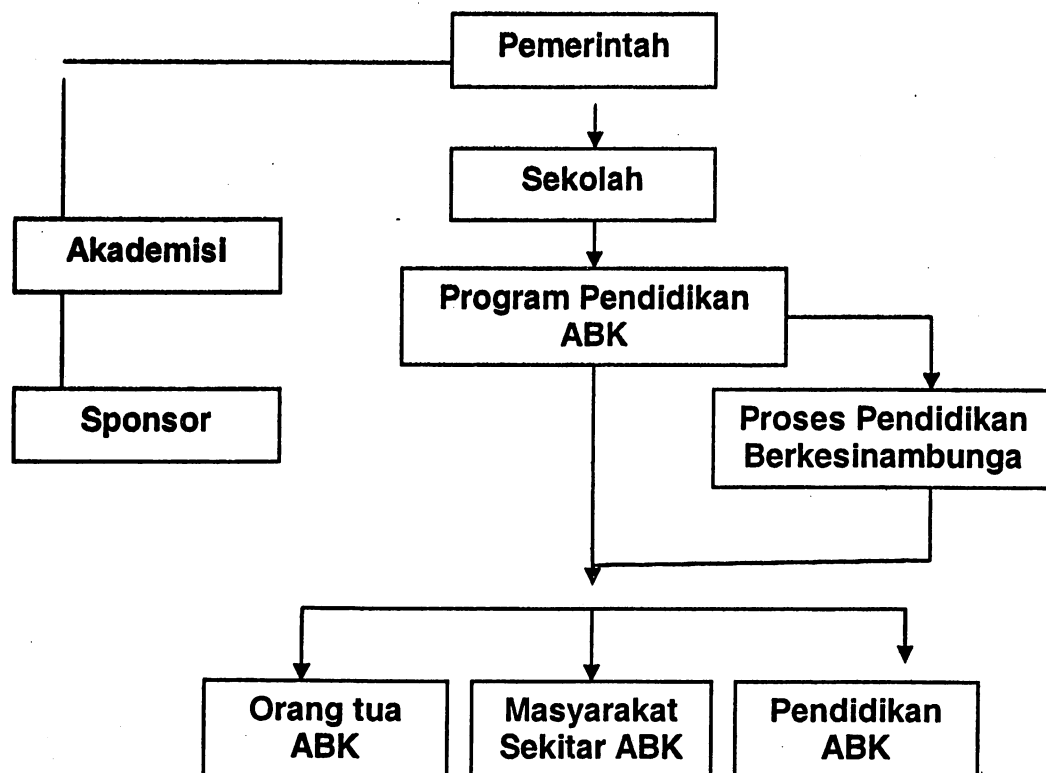 Pemerintah
Sekolah
Akademisi
Program Pendidikan
ABK
Sponsor
Proses Pendidikan
Berkesinambunga
Orang tua
ABK
Masyarakat
Sekitar ABK
Pendidikan
ABK